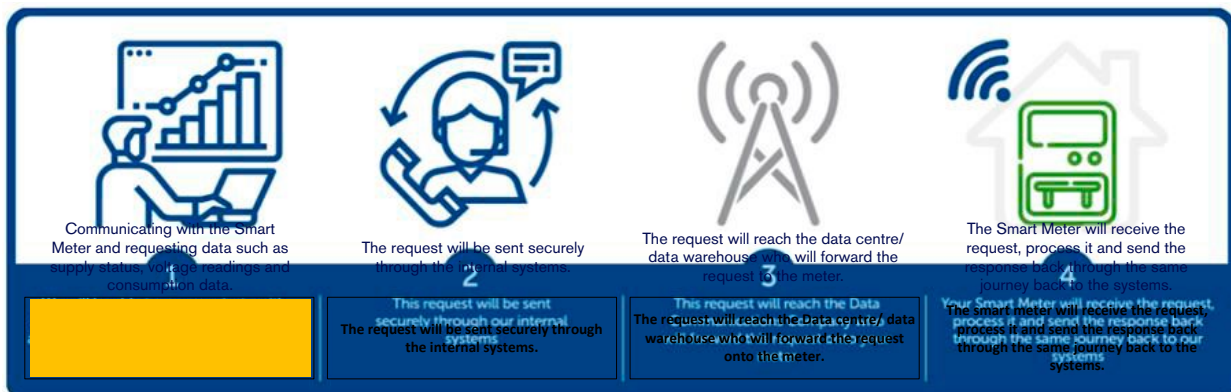 Communicating with the Smart
Meter and requesting data such as
supply status, voltage readings and
consumption data.
1
The request will be sent securely
through the internal systems.
2
This request will be sent
securely through our internal
systems
The request will be sent securely through
the internal systems.
The request will reach the data centre/
data warehouse who will forward the
request to the meter.
3
This request will reach the Data
The request will reach the Data centre/ data
warehouse who will forward the request
onto the meter.
The Smart Meter will receive the
request, process it and send the
response back through the same
journey back to the systems.
4
Your Smart Meter will receive the request,
process it and send the response back
through the same journey back to our
systems
The smart meter will receive the request,
process it and send the response back
through the same journey back to the
systems.